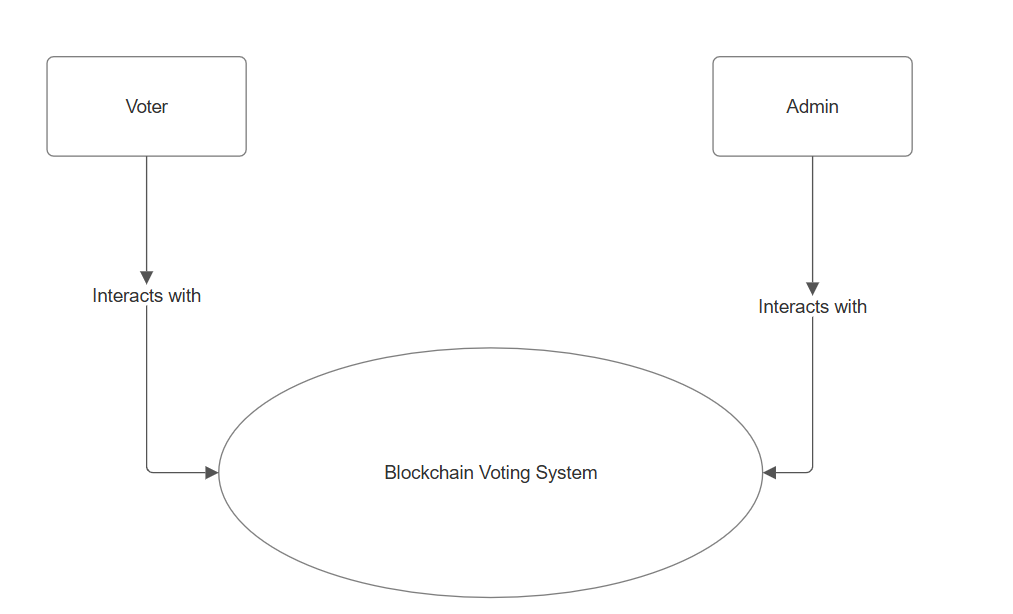 Voter
Admin
Interacts with
Interacts with
Blockchain Voting System